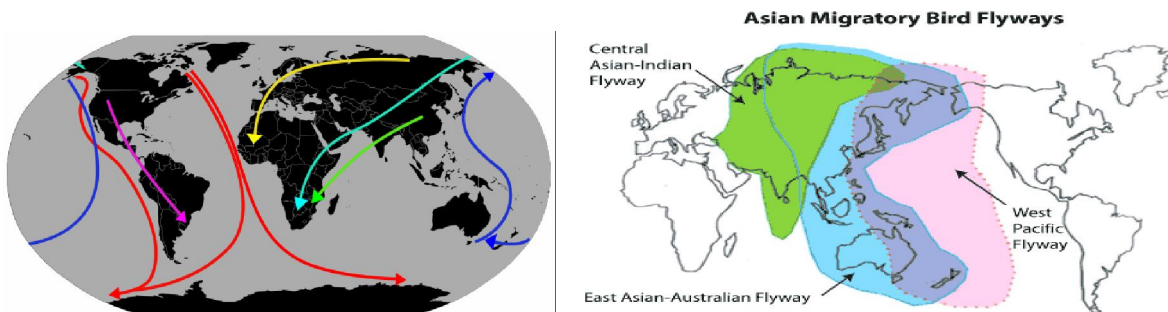 Asian Migratory Bird Flyways
Central
Asian-Indian
Flyway
West
Pacific
Flyway
East Asian-Australian Flyway